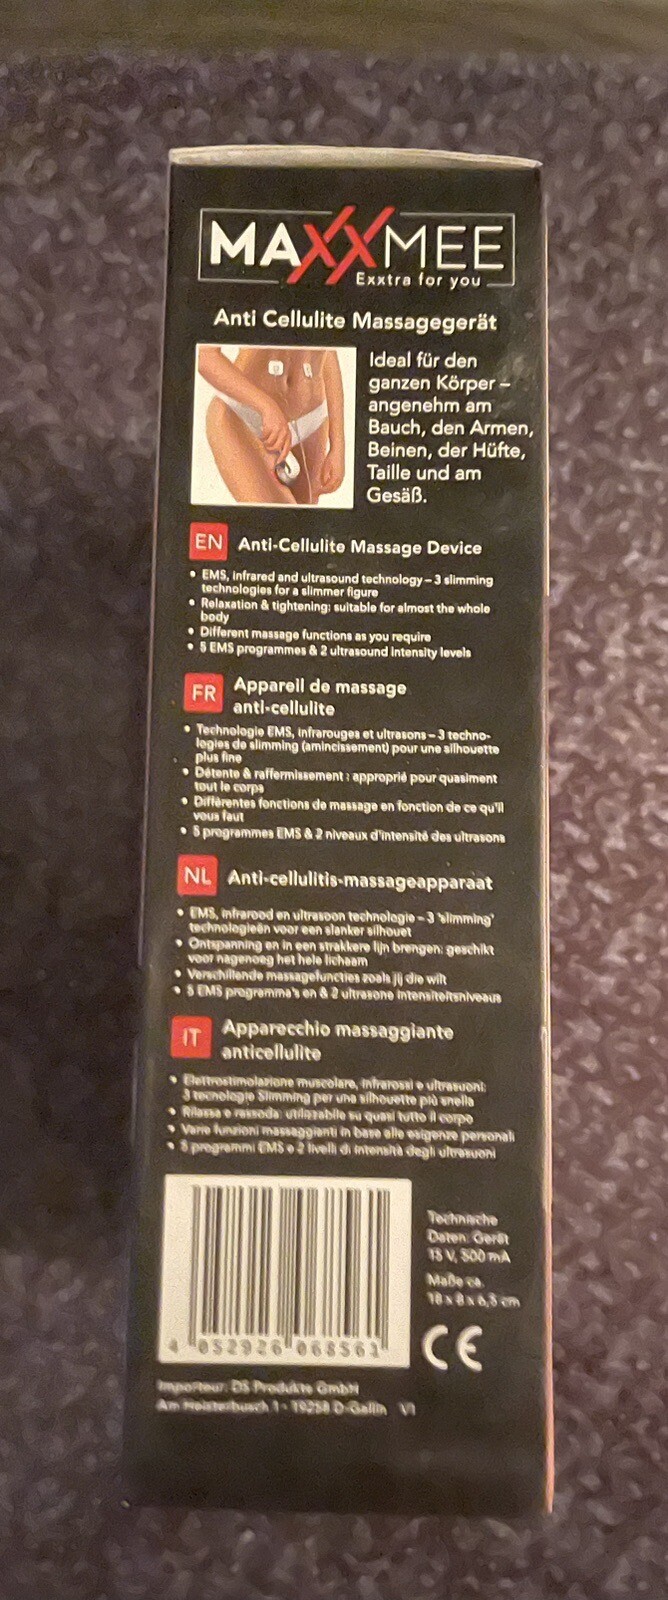 MAXXMEE
Exxtra for you
Anti Cellulite Massagegerät
Ideal für den
ganzen Körper –
angenehm am
Bauch, den Armen,
Beinen, der Hüfte,
Taille und am
Gesäß.
EN Anti-Cellulite Massage Device
• EMS, infrared and ultrasound technology – 3 slimming
technologies for a slimmer figure
• Relaxation & tightening: suitable for almost the whole
body
• Different massage functions as you require
• 5 EMS programmes & 2 ultrasound intensity levels
FR Appareil de massage
anti-cellulite
• Technologie EMS, infrarouges et ultrasons – 3 techno-
logies de slimming (amincissement) pour une silhouette
plus fine
• Détente & raffermissement : approprié pour quasiment
tout le corps
• Différentes fonctions de massage en fonction de ce qu'il
vous faut
• 5 programmes EMS & 2 niveaux d'intensité des ultrasons
NL Anti-cellulitis-massageapparaat
• EMS, infrarood en ultrasoon technologie – 3 'slimming'
technologieën voor een slanker silhouet
• Ontspanning en in een strakkere lijn brengen: geschikt
voor nagenoeg het hele lichaam
• Verschillende massagefuncties zoals jij die wilt
• 5 EMS programma's en & 2 ultrasone intensiteitsniveaus
IT Apparecchio massaggiante
anticellulite
• Elettrostimolazione muscolare, infrarossi e ultrasuoni:
3 tecnologie Slimming per una silhouette più snella
• Rilassa e rassoda: utilizzabile su quasi tutto il corpo
• Varie funzioni massaggianti in base alle esigenze personali
• 5 programmi EMS e 2 livelli di intensità degli ultrasuoni
Technische
Daten: Gerät
15 V, 500 mA
Maße ca.
18 x 8 x 6,5 cm
4 052926 068561
CE
Importeur: DS Produkte GmbH
Am Heisterbusch 1 · 19258 D-Gallin V1